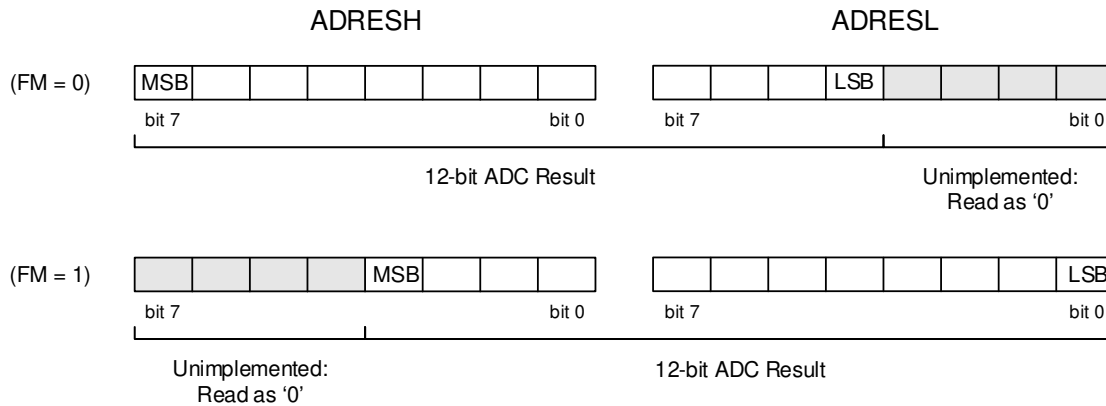 ADRESH ADRESL
(FM = 0) MSB LSB
bit 7 bit 0 bit 7 bit 0
12-bit ADC Result Unimplemented:
Read as ‘0’
(FM = 1) MSB LSB
bit 7 bit 0 bit 7 bit 0
Unimplemented: 12-bit ADC Result
Read as ‘0’